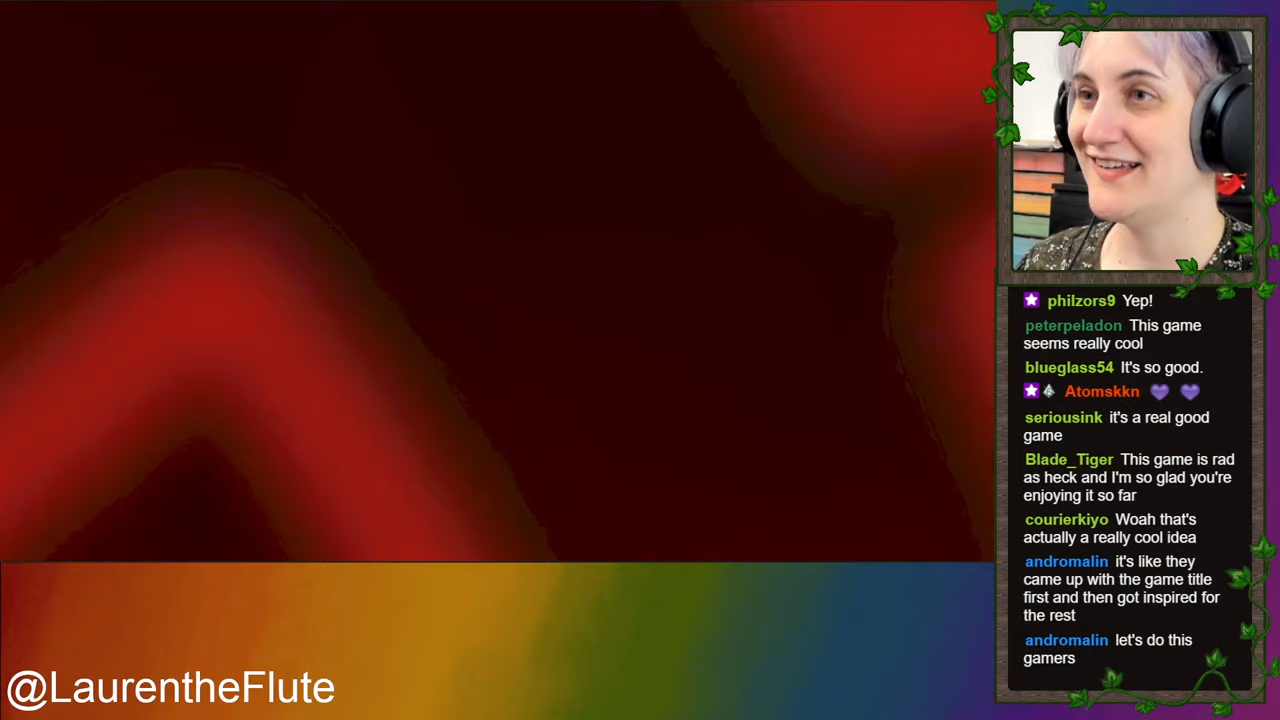 philzors9 Yep!
peterpeladon This game
seems really cool
blueglass54 It's so good.
Atomskkn
seriousink it's a real good
game
Blade_Tiger This game is rad
as heck and I'm so glad you're
enjoying it so far
courierkiyo Woah that's
actually a really cool idea
andromalin it's like they
came up with the game title
first and then got inspired for
the rest
andromalin let's do this
gamers
@LaurentheFlute